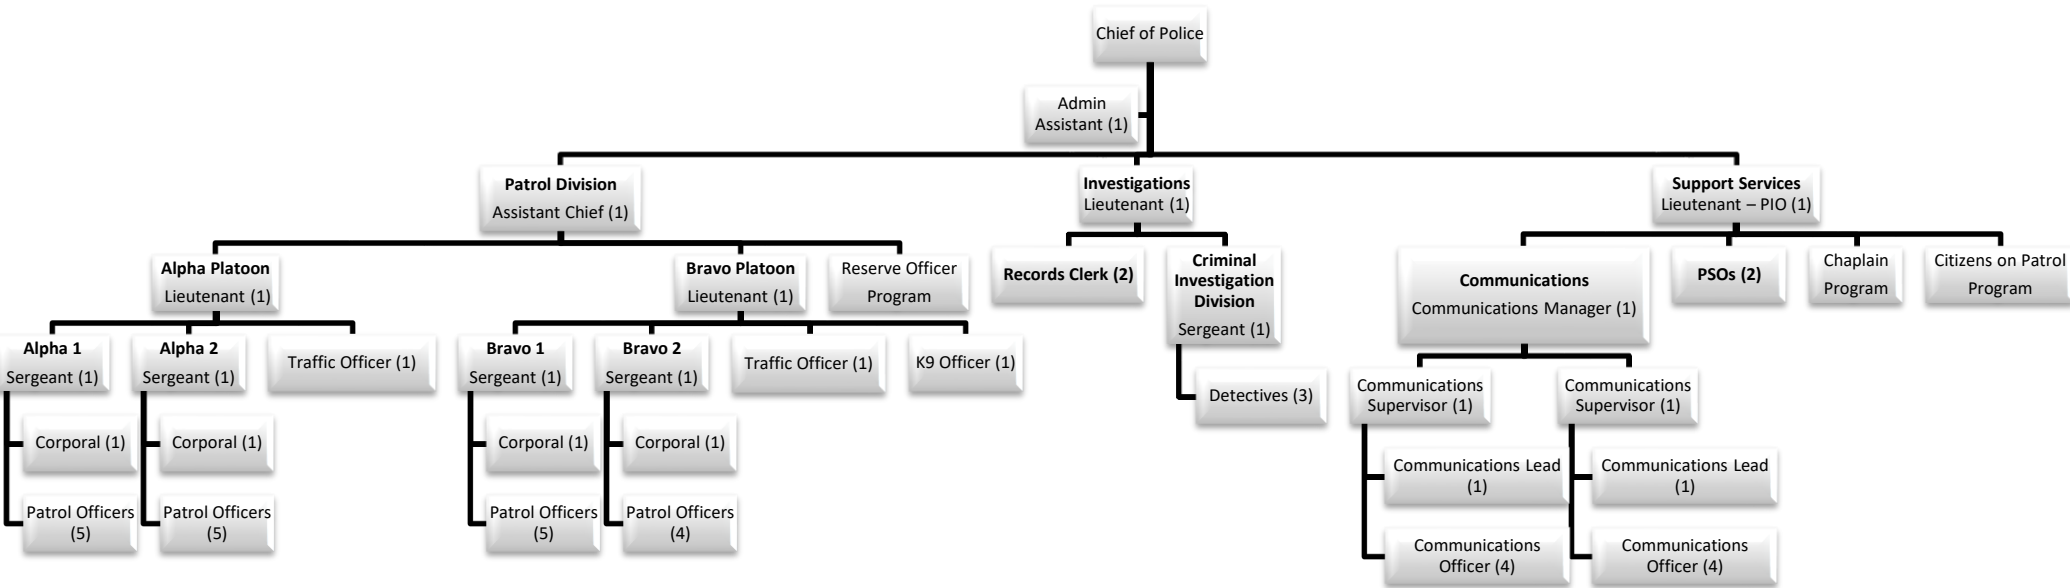 Chief of Police
Admin
Assistant (1)
Patrol Division
Assistant Chief (1)
Investigations
Lieutenant (1)
Support Services
Lieutenant – PIO (1)
Alpha Platoon
Lieutenant (1)
Bravo Platoon
Lieutenant (1)
Reserve Officer
Program
Records Clerk (2)
Criminal
Investigation
Division
Sergeant (1)
Communications
Communications Manager (1)
PSOs (2)
Chaplain
Program
Citizens on Patrol
Program
Alpha 1
Sergeant (1)
Alpha 2
Sergeant (1)
Traffic Officer (1)
Bravo 1
Sergeant (1)
Bravo 2
Sergeant (1)
Traffic Officer (1)
K9 Officer (1)
Detectives (3)
Communications
Supervisor (1)
Communications
Supervisor (1)
Corporal (1)
Corporal (1)
Corporal (1)
Corporal (1)
Communications Lead
(1)
Communications Lead
(1)
Patrol Officers
(5)
Patrol Officers
(5)
Patrol Officers
(5)
Patrol Officers
(4)
Communications
Officer (4)
Communications
Officer (4)